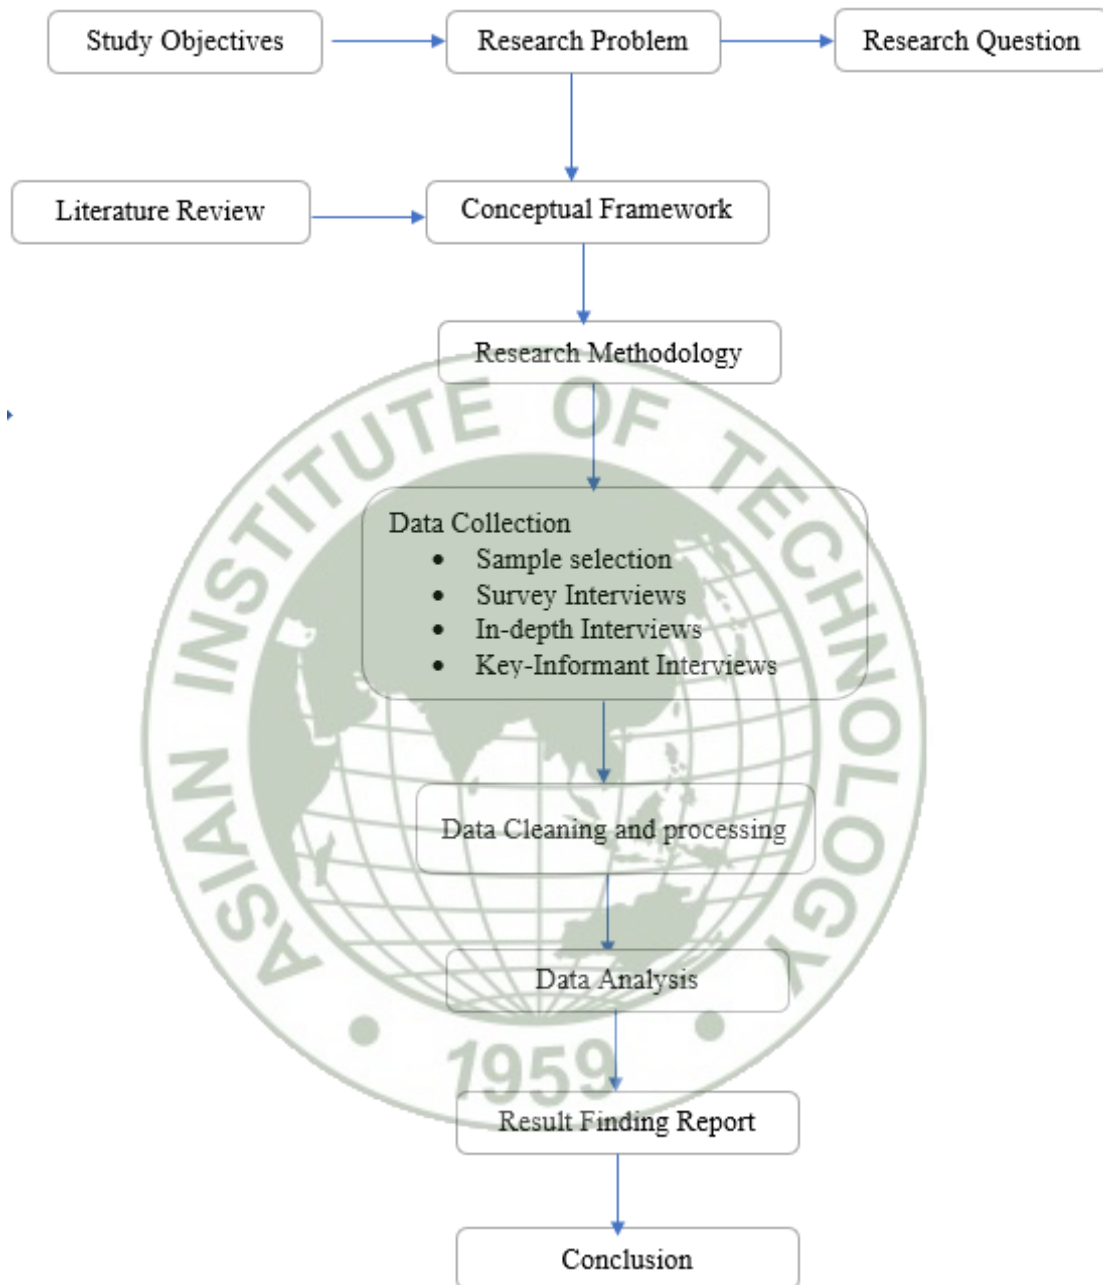 Study Objectives
Research Problem
Research Question
Literature Review
Conceptual Framework
Research Methodology
Data Collection
• Sample selection
• Survey Interviews
• In-depth Interviews
• Key-Informant Interviews
Data Cleaning and processing
Data Analysis
Result Finding Report
Conclusion
ASIAN INSTITUTE OF TECHNOLOGY
• 1959 •